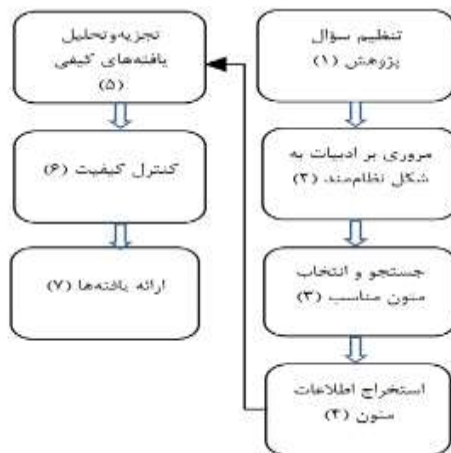 تنظیم سؤال
پژوهش (۱)
مروری بر ادبیات به
شکل نظام‌مند (۲)
جستجو و انتخاب
متون مناسب (۳)
استخراج اطلاعات
متون (۴)
تجزیه‌وتحلیل
یافته‌های کیفی
(۵)
کنترل کیفیت (۶)
ارائه یافته‌ها (۷)